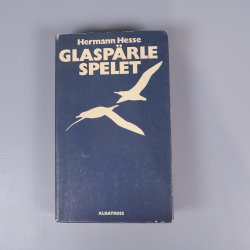 Hermann Hesse
GLASPÄRLE
SPELET
ALBATROSS